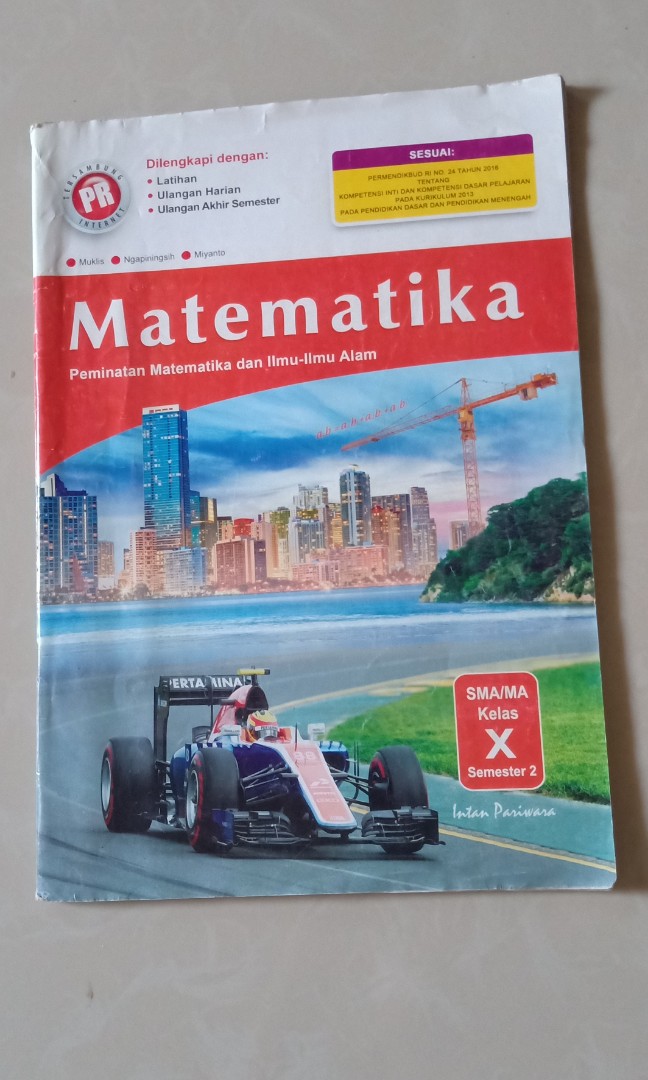 BERSAMBUNG
PR
INTERNET
Dilengkapi dengan:
• Latihan
• Ulangan Harian
• Ulangan Akhir Semester
SESUAI:
PERMENDIKBUD RI NO. 24 TAHUN 2016
TENTANG
KOMPETENSI INTI DAN KOMPETENSI DASAR PELAJARAN
PADA KURIKULUM 2013
PADA PENDIDIKAN DASAR DAN PENDIDIKAN MENENGAH
● Muklis ● Ngapiningsih ● Miyanto
Matematika
Peminatan Matematika dan Ilmu-Ilmu Alam
PERTAMINA
SMA/MA
Kelas
X
Semester 2
Intan Pariwara